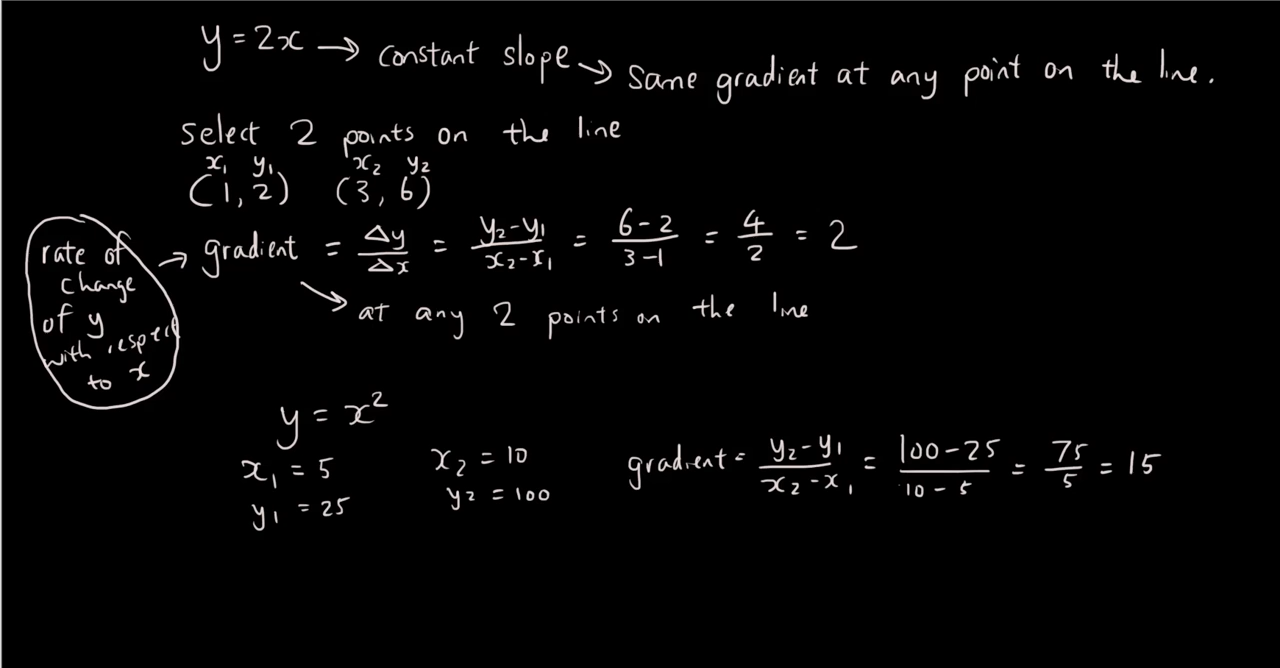 y = 2x → constant slope → Same gradient at any point on the line.
Select 2 points on the line
x₁ y₁ x₂ y₂
(1, 2) (3, 6)
rate of
change
of y
with respect
to x
→ gradient = Δy/Δx = (y₂-y₁)/(x₂-x₁) = (6-2)/(3-1) = 4/2 = 2
→ at any 2 points on the line
y = x²
x₁ = 5 x₂ = 10
y₁ = 25 y₂ = 100
gradient = (y₂-y₁)/(x₂-x₁) = (100-25)/(10-5) = 75/5 = 15